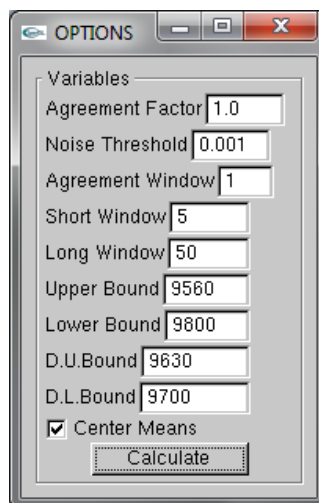 OPTIONS
Variables
Agreement Factor 1.0
Noise Threshold 0.001
Agreement Window 1
Short Window 5
Long Window 50
Upper Bound 9560
Lower Bound 9800
D.U.Bound 9630
D.L.Bound 9700
Center Means
Calculate